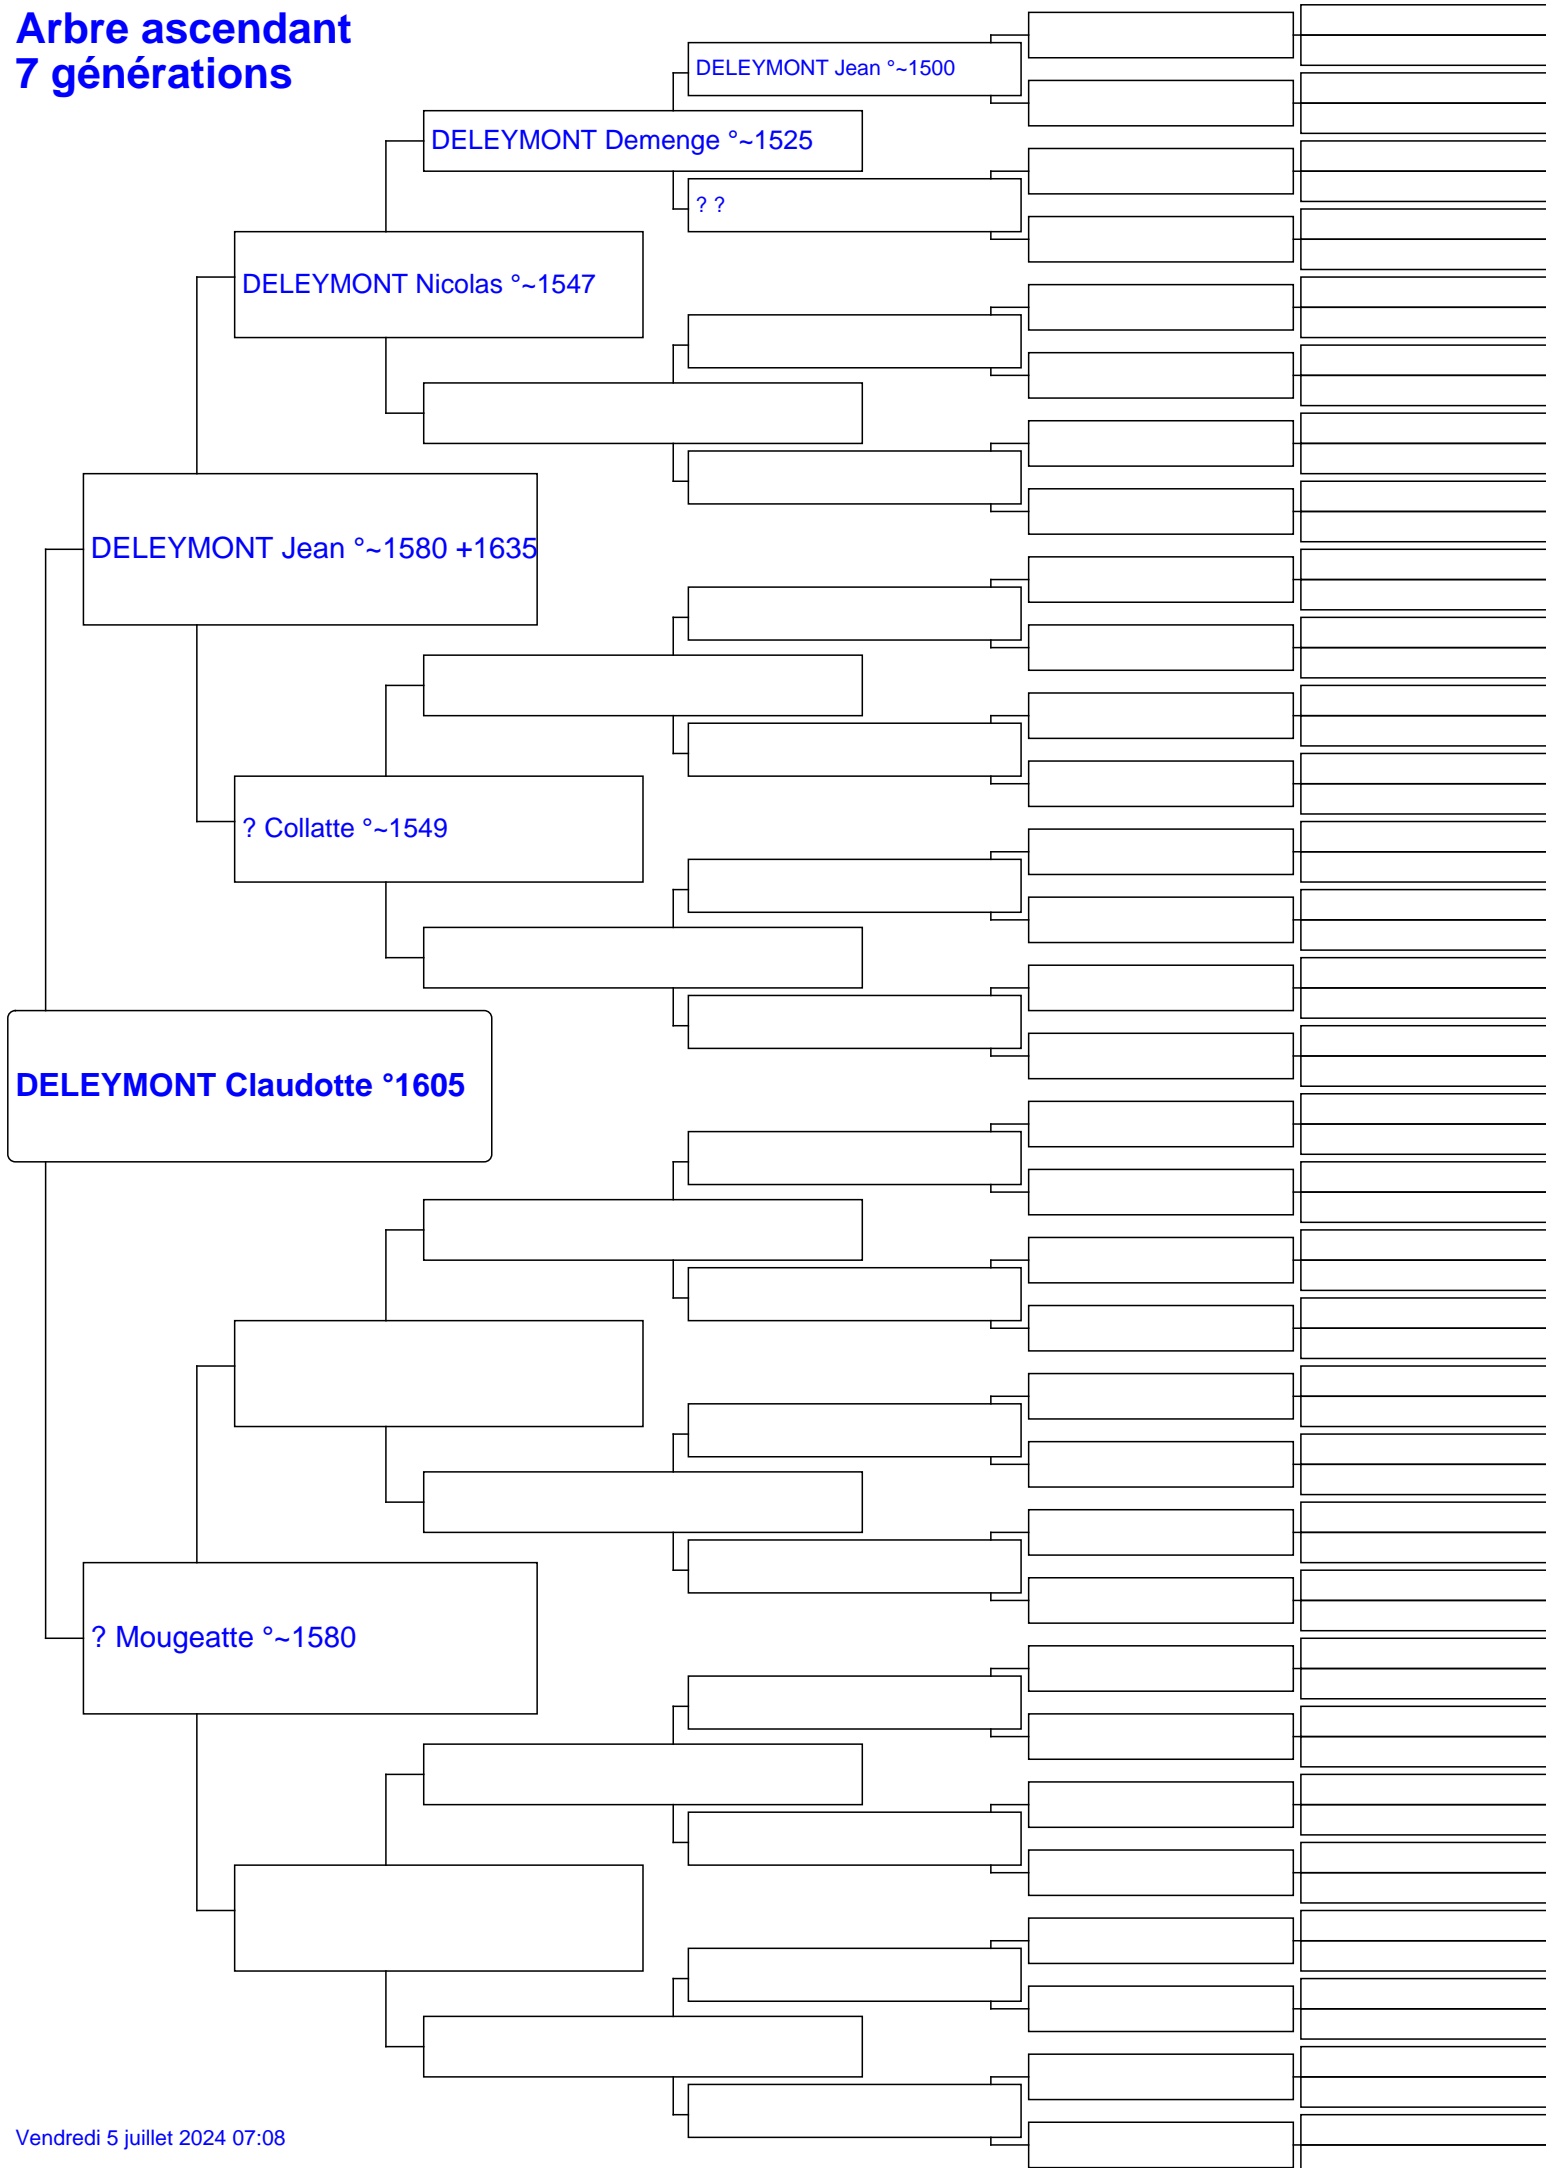 Arbre ascendant
7 générations
DELEYMONT Jean °~1500
DELEYMONT Demenge °~1525
? ?
DELEYMONT Nicolas °~1547
DELEYMONT Jean °~1580 +1635
? Collatte °~1549
DELEYMONT Claudotte °1605
? Mougeatte °~1580
Vendredi 5 juillet 2024 07:08